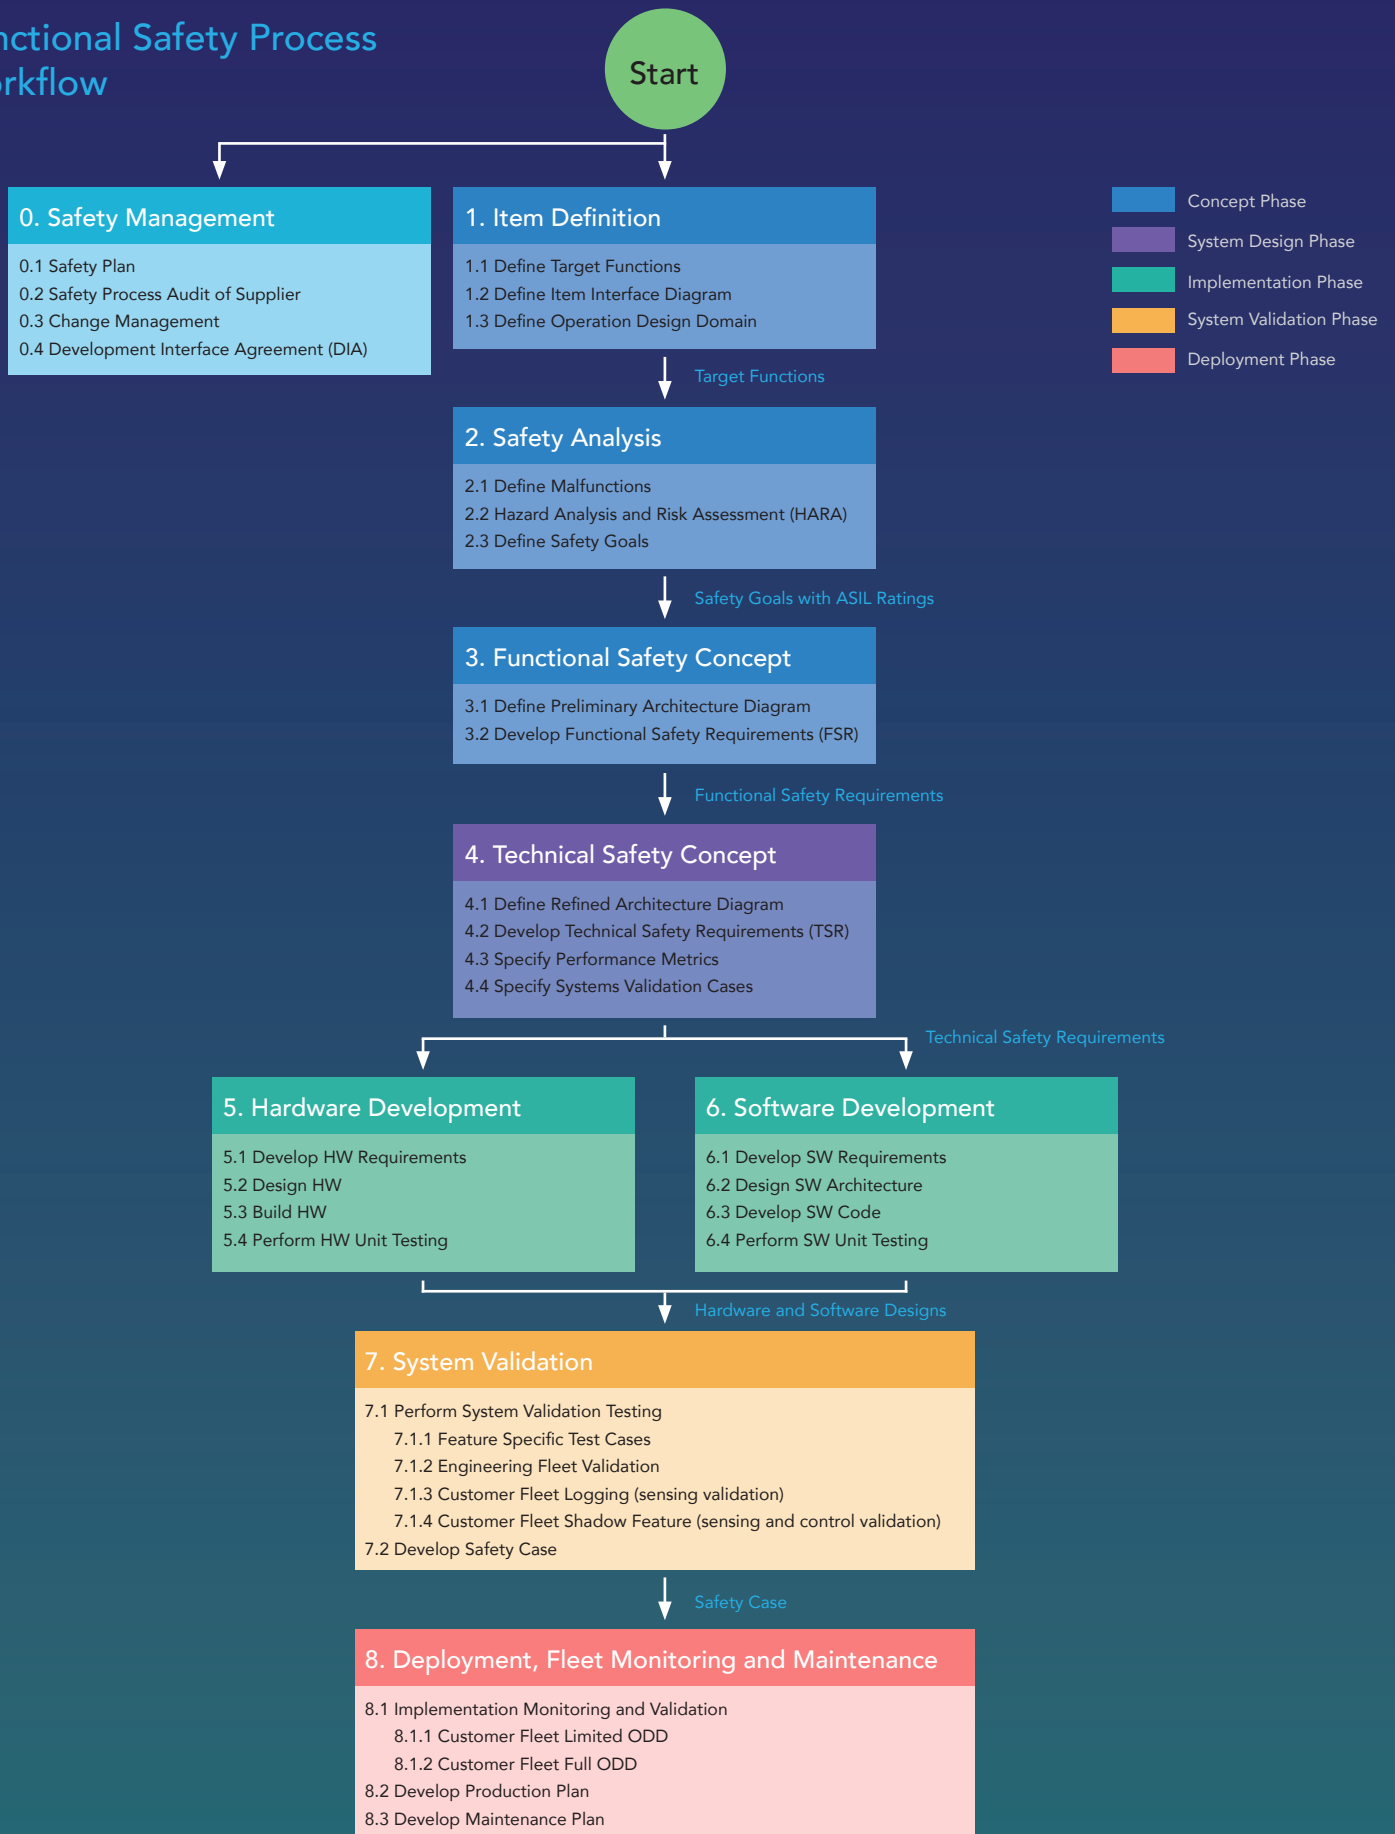 nctional Safety Process
orkflow
Start
0. Safety Management
0.1 Safety Plan
0.2 Safety Process Audit of Supplier
0.3 Change Management
0.4 Development Interface Agreement (DIA)
1. Item Definition
1.1 Define Target Functions
1.2 Define Item Interface Diagram
1.3 Define Operation Design Domain
Concept Phase
System Design Phase
Implementation Phase
System Validation Phase
Deployment Phase
Target Functions
2. Safety Analysis
2.1 Define Malfunctions
2.2 Hazard Analysis and Risk Assessment (HARA)
2.3 Define Safety Goals
Safety Goals with ASIL Ratings
3. Functional Safety Concept
3.1 Define Preliminary Architecture Diagram
3.2 Develop Functional Safety Requirements (FSR)
Functional Safety Requirements
4. Technical Safety Concept
4.1 Define Refined Architecture Diagram
4.2 Develop Technical Safety Requirements (TSR)
4.3 Specify Performance Metrics
4.4 Specify Systems Validation Cases
Technical Safety Requirements
5. Hardware Development
5.1 Develop HW Requirements
5.2 Design HW
5.3 Build HW
5.4 Perform HW Unit Testing
6. Software Development
6.1 Develop SW Requirements
6.2 Design SW Architecture
6.3 Develop SW Code
6.4 Perform SW Unit Testing
Hardware and Software Designs
7. System Validation
7.1 Perform System Validation Testing
7.1.1 Feature Specific Test Cases
7.1.2 Engineering Fleet Validation
7.1.3 Customer Fleet Logging (sensing validation)
7.1.4 Customer Fleet Shadow Feature (sensing and control validation)
7.2 Develop Safety Case
Safety Case
8. Deployment, Fleet Monitoring and Maintenance
8.1 Implementation Monitoring and Validation
8.1.1 Customer Fleet Limited ODD
8.1.2 Customer Fleet Full ODD
8.2 Develop Production Plan
8.3 Develop Maintenance Plan